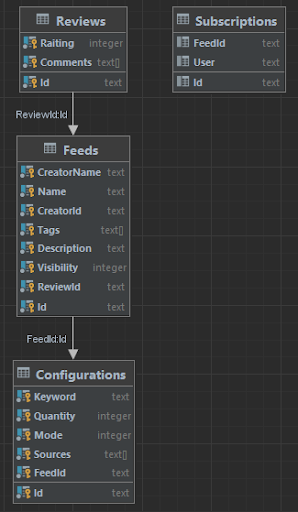 Reviews
Raiting integer
Comments text[]
Id text
Subscriptions
FeedId text
User text
Id text
ReviewId:Id
Feeds
CreatorName text
Name text
CreatorId text
Tags text[]
Description text
Visibility integer
ReviewId text
Id text
FeedId:Id
Configurations
Keyword text
Quantity integer
Mode integer
Sources text[]
FeedId text
Id text